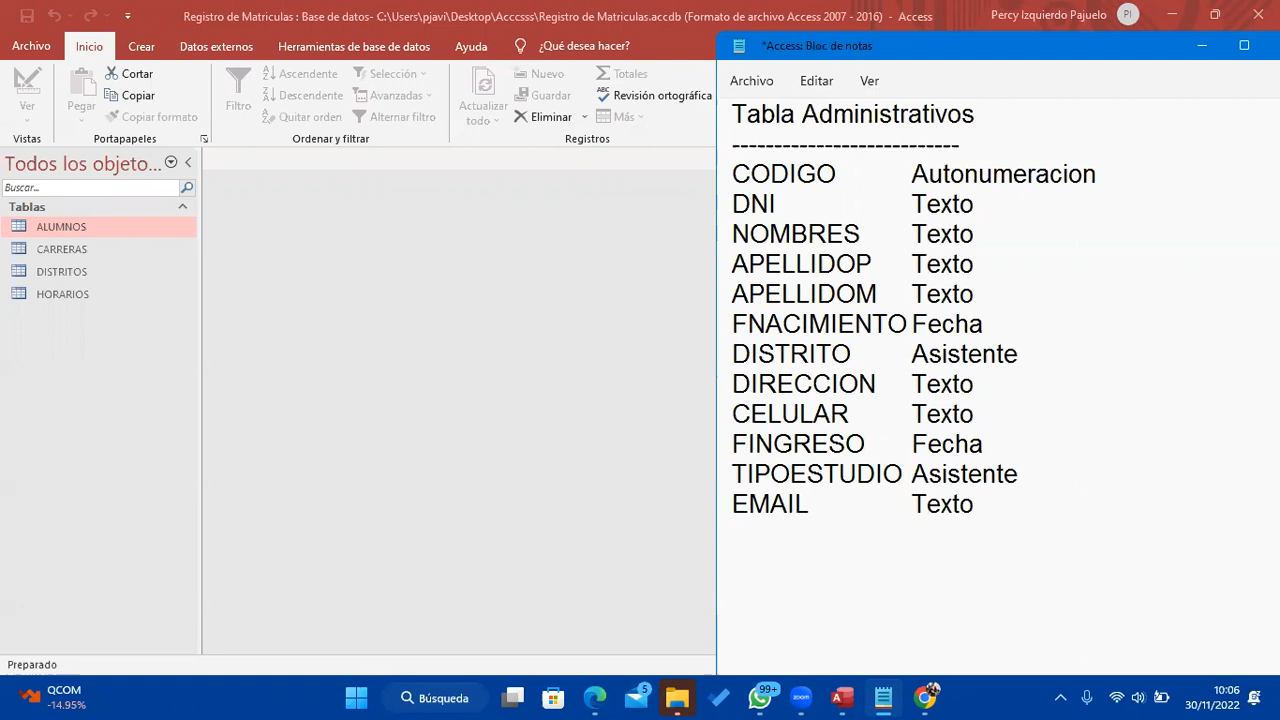 Registro de Matriculas : Base de datos- C:\Users\pjavi\Desktop\Acccsss\Registro de Matriculas.accdb (Formato de archivo Access 2007 - 2016) - Access
Percy Izquierdo Pajuelo
PI
Archivo
Inicio
Crear
Datos externos
Herramientas de base de datos
Ayuda
¿Qué desea hacer?
Ver
Vistas
Pegar
Cortar
Copiar
Copiar formato
Portapapeles
Filtro
Ascendente
Descendente
Quitar orden
Selección
Avanzadas
Alternar filtro
Ordenar y filtrar
Actualizar
todo
Nuevo
Guardar
Eliminar
Totales
Revisión ortográfica
Más
Registros
Todos los objeto...
Buscar...
Tablas
ALUMNOS
CARRERAS
DISTRITOS
HORARIOS
Preparado
*Access: Bloc de notas
Archivo
Editar
Ver
Tabla Administrativos
---------------------------
CODIGO Autonumeracion
DNI Texto
NOMBRES Texto
APELLIDOP Texto
APELLIDOM Texto
FNACIMIENTO Fecha
DISTRITO Asistente
DIRECCION Texto
CELULAR Texto
FINGRESO Fecha
TIPOESTUDIO Asistente
EMAIL Texto
QCOM
-14.95%
Búsqueda
5
99+
zoom
10:06
30/11/2022